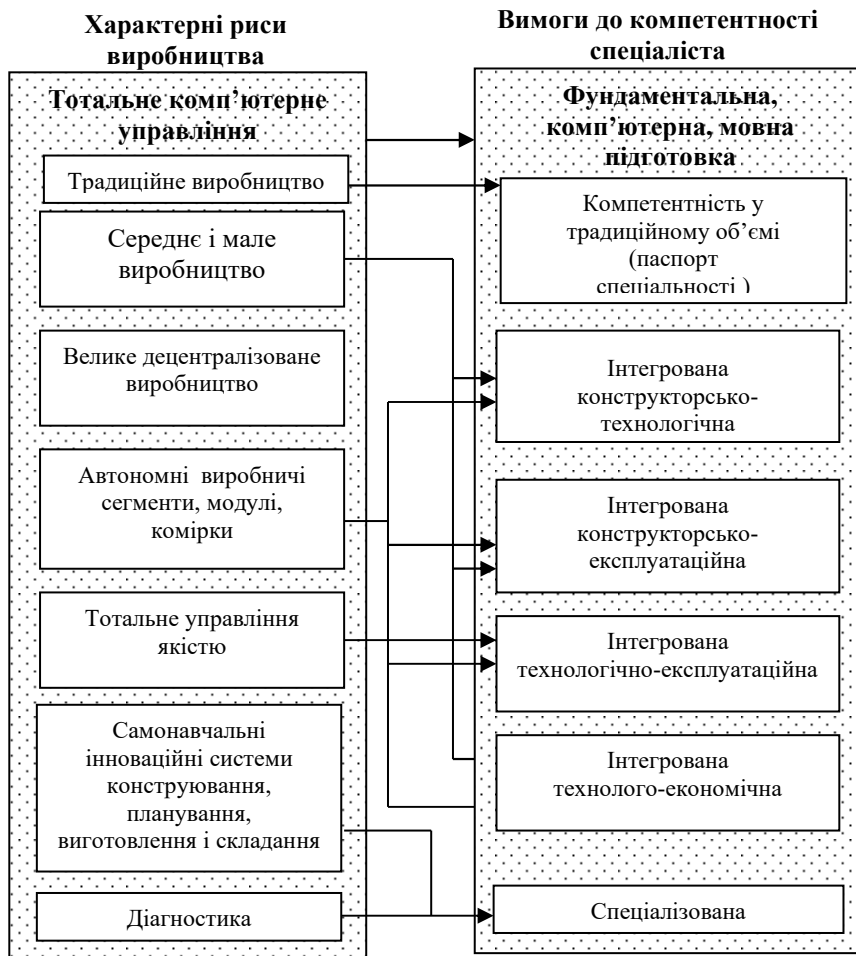 Характерні риси
виробництва
Тотальне комп’ютерне
управління
Традиційне виробництво
Середнє і мале
виробництво
Велике децентралізоване
виробництво
Автономні виробничі
сегменти, модулі,
комірки
Тотальне управління
якістю
Самонавчальні
інноваційні системи
конструювання,
планування,
виготовлення і складання
Діагностика
Вимоги до компетентності
спеціаліста
Фундаментальна,
комп’ютерна, мовна
підготовка
Компетентність у
традиційному об’ємі
(паспорт
спеціальності )
Інтегрована
конструкторсько-
технологічна
Інтегрована
конструкторсько-
експлуатаційна
Інтегрована
технологічно-експлуатаційна
Інтегрована
технолого-економічна
Спеціалізована